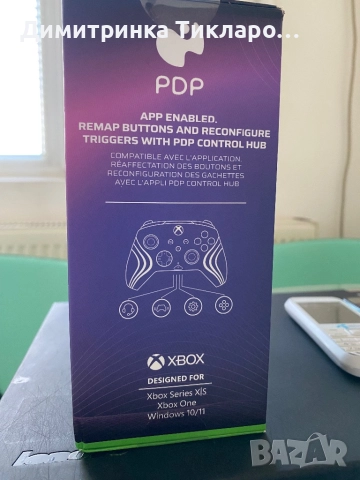 Димитринка Тикларо...
PDP
APP ENABLED.
REMAP BUTTONS AND RECONFIGURE
TRIGGERS WITH PDP CONTROL HUB
COMPATIBLE AVEC L'APPLICATION.
RÉAFFECTATION DES BOUTONS ET
RECONFIGURATION DES GACHETTES
AVEC L'APPLI PDP CONTROL HUB
XBOX
DESIGNED FOR
Xbox Series X|S
Xbox One
Windows 10/11
BAZAR